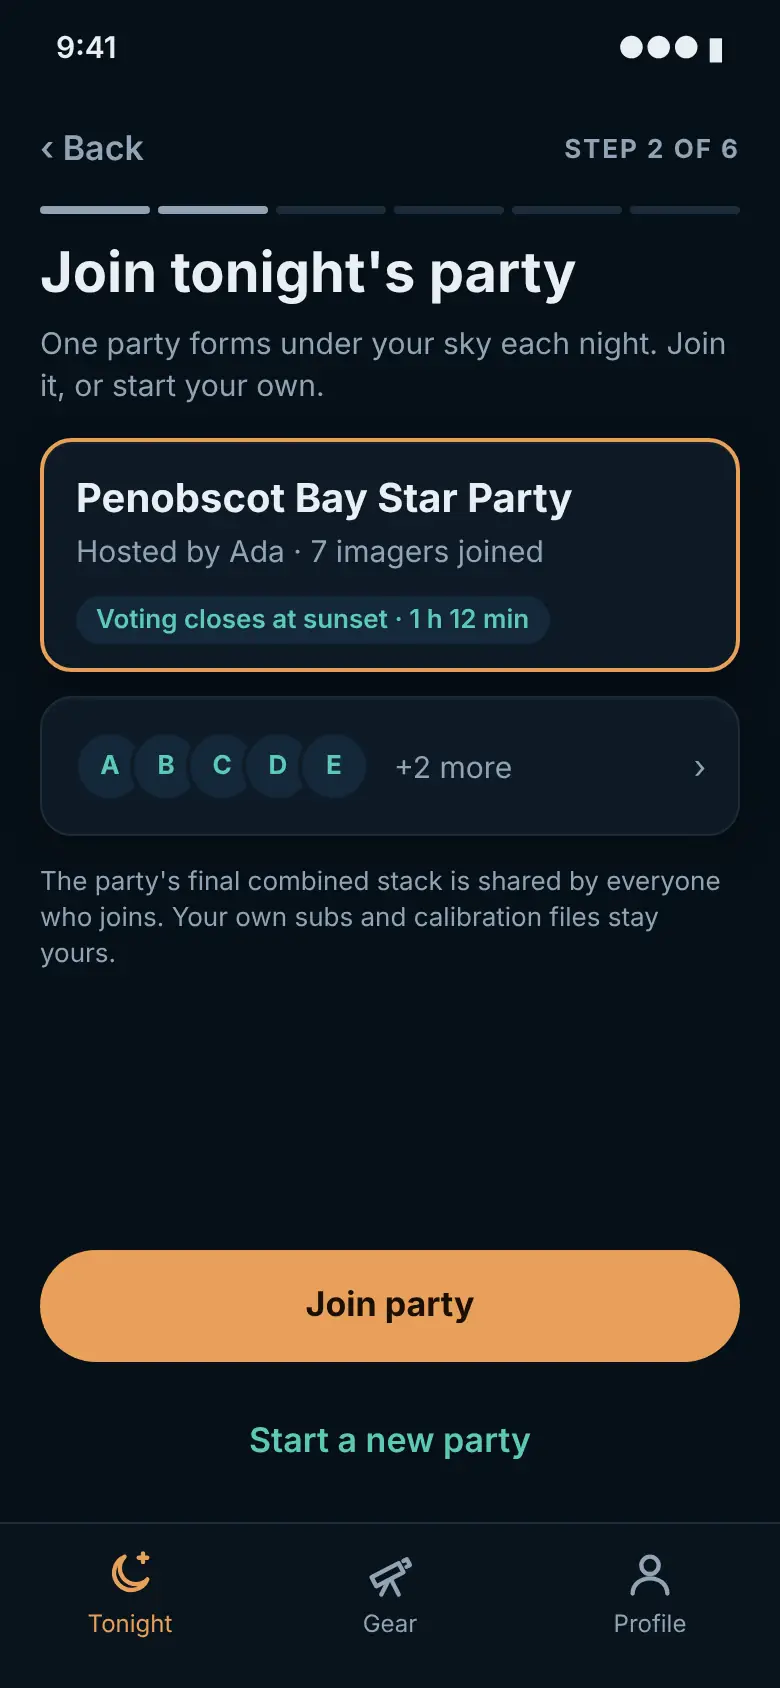 9:41
‹ Back
STEP 2 OF 6
Join tonight's party
One party forms under your sky each night. Join
it, or start your own.
Penobscot Bay Star Party
Hosted by Ada · 7 imagers joined
Voting closes at sunset · 1 h 12 min
A B C D E +2 more ›
The party's final combined stack is shared by everyone
who joins. Your own subs and calibration files stay
yours.
Join party
Start a new party
Tonight
Gear
Profile